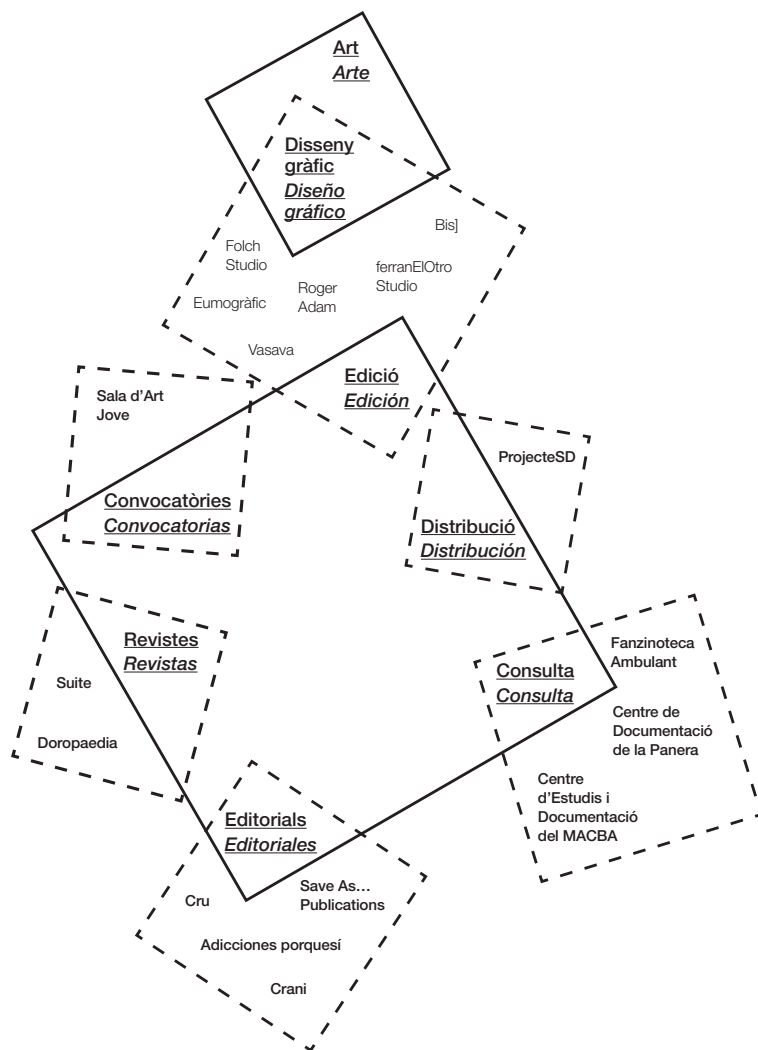 Art
Arte
Disseny
gràfic
Diseño
gráfico
Bis]
Folch
Studio
ferranElOtro
Studio
Eumogràfic
Roger
Adam
Vasava
Edició
Edición
Sala d’Art
Jove
ProjecteSD
Convocatòries
Convocatorias
Distribució
Distribución
Revistes
Revistas
Suite
Doropaedia
Consulta
Consulta
Fanzinoteca
Ambulant
Centre de
Documentació
de la Panera
Centre
d’Estudis i
Documentació
del MACBA
Editorials
Editoriales
Cru
Save As…
Publications
Adicciones porquesí
Crani